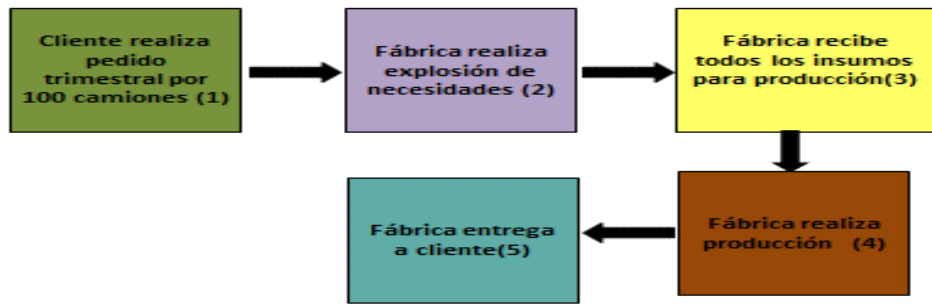 Cliente realiza
pedido
trimestral por
100 camiones (1)
Fábrica realiza
explosión de
necesidades (2)
Fábrica recibe
todos los insumos
para producción(3)
Fábrica realiza
producción (4)
Fábrica entrega
a cliente(5)